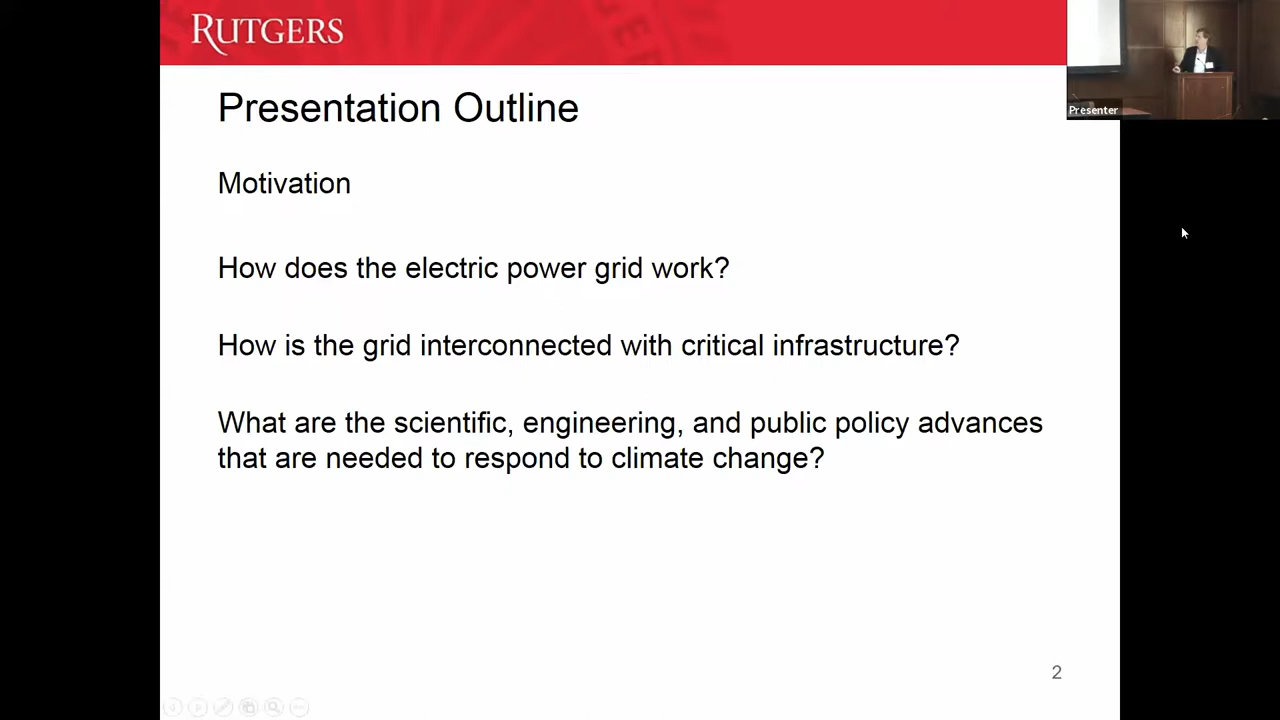 RUTGERS
Presenter
Presentation Outline
Motivation
How does the electric power grid work?
How is the grid interconnected with critical infrastructure?
What are the scientific, engineering, and public policy advances
that are needed to respond to climate change?
2